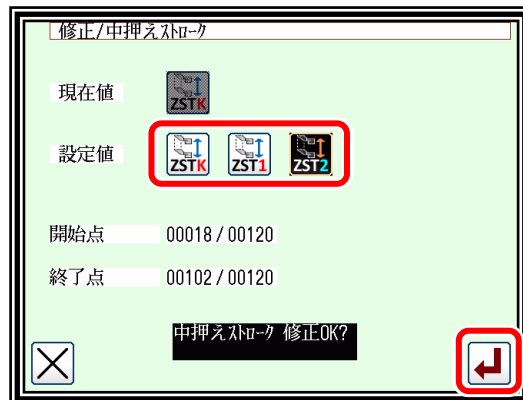 修正/中押えストローク
現在値
ZSTK
設定値
ZSTK ZST1 ZST2
開始点 00018/00120
終了点 00102/00120
中押えストローク 修正OK?